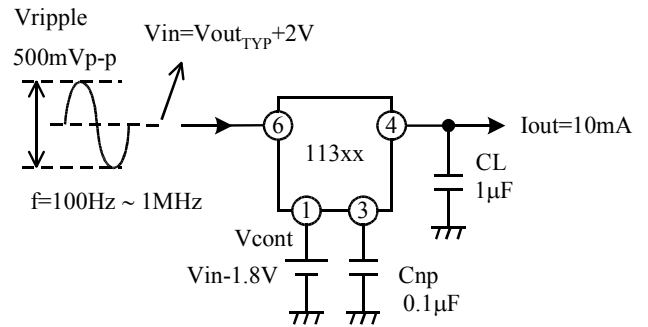 Vripple
500mVp-p
Vin=VoutTYP+2V
f=100Hz ~ 1MHz
6
4
113xx
Iout=10mA
CL
1μF
1
3
Vcont
Vin-1.8V
Cnp
0.1μF